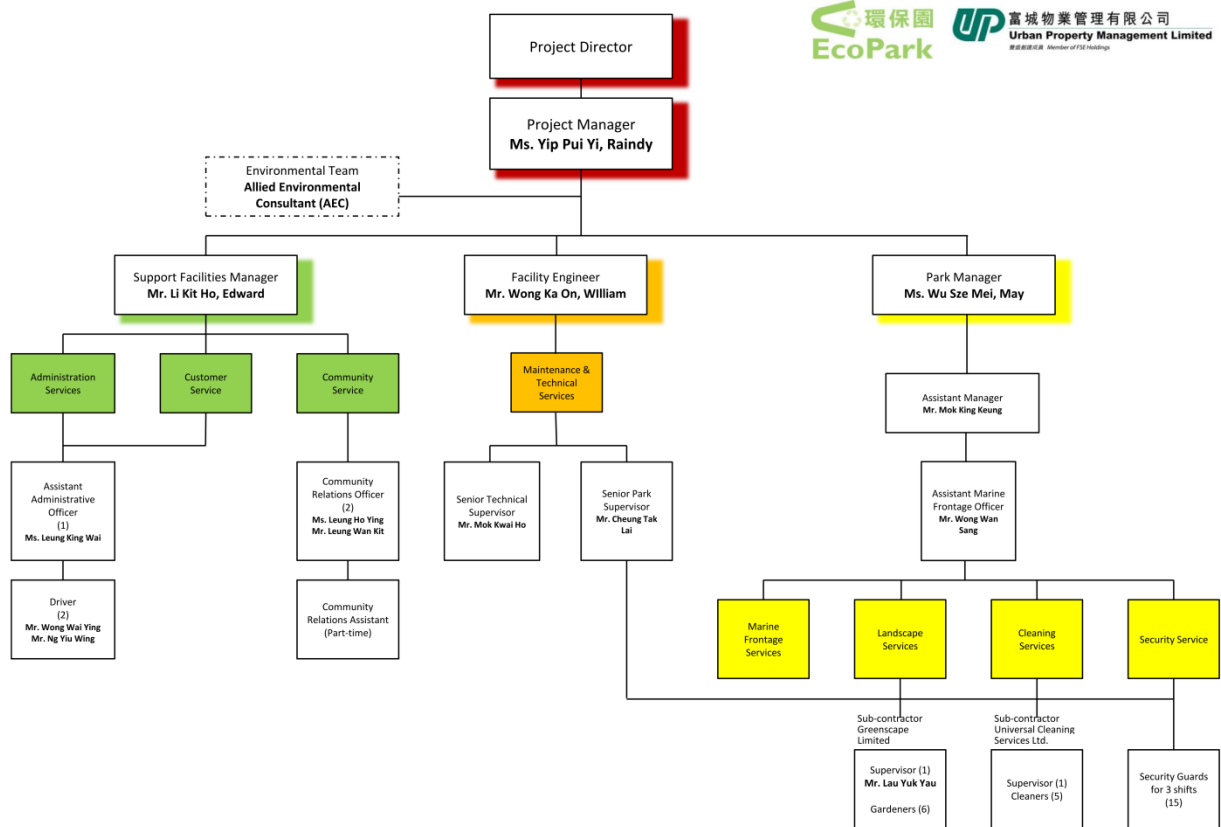 環保園
EcoPark
UP
富城物業管理有限公司
Urban Property Management Limited
豐盛創建成員 Member of FSE Holdings
Project Director
Project Manager
Ms. Yip Pui Yi, Raindy
Environmental Team
Allied Environmental
Consultant (AEC)
Support Facilities Manager
Mr. Li Kit Ho, Edward
Facility Engineer
Mr. Wong Ka On, WIlliam
Park Manager
Ms. Wu Sze Mei, May
Administration
Services
Customer
Service
Community
Service
Maintenance &
Technical
Services
Assistant Manager
Mr. Mok King Keung
Assistant
Administrative
Officer
(1)
Ms. Leung King Wai
Community
Relations Officer
(2)
Ms. Leung Ho Ying
Mr. Leung Wan Kit
Senior Technical
Supervisor
Mr. Mok Kwai Ho
Senior Park
Supervisor
Mr. Cheung Tak
Lai
Assistant Marine
Frontage Officer
Mr. Wong Wan
Sang
Driver
(2)
Mr. Wong Wai Ying
Mr. Ng Yiu Wing
Community
Relations Assistant
(Part-time)
Marine
Frontage
Services
Landscape
Services
Cleaning
Services
Security Service
Sub-contractor
Greenscape
Limited
Sub-contractor
Universal Cleaning
Services Ltd.
Supervisor (1)
Mr. Lau Yuk Yau
Gardeners (6)
Supervisor (1)
Cleaners (5)
Security Guards
for 3 shifts
(15)